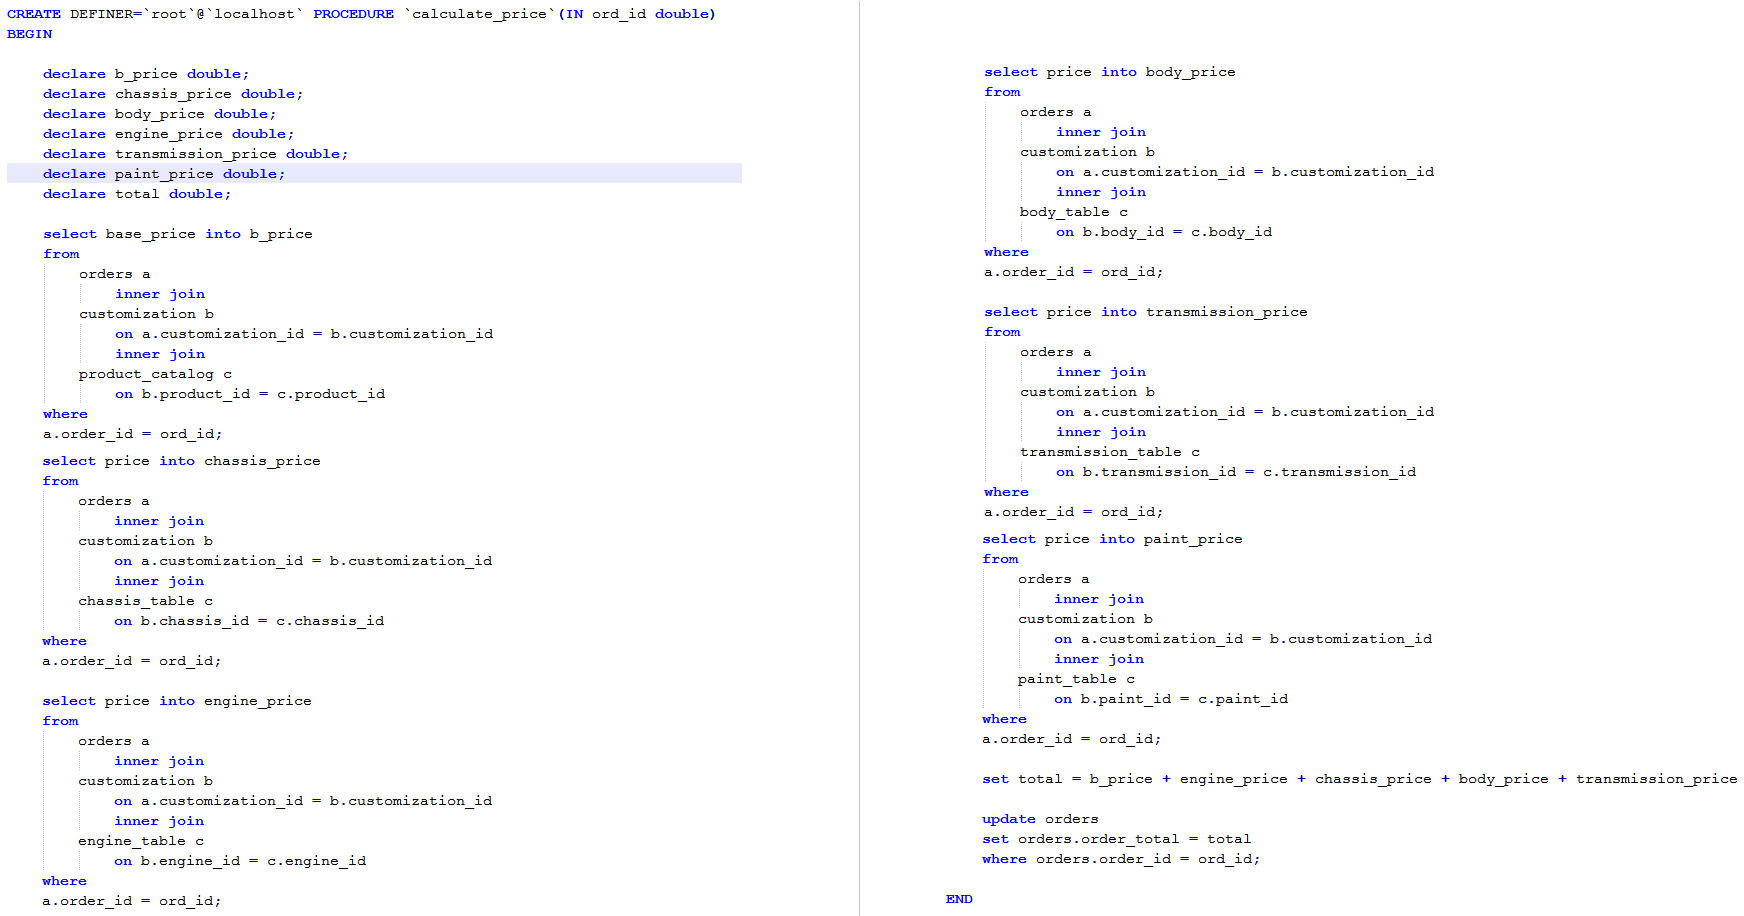 CREATE DEFINER=`root`@`localhost` PROCEDURE `calculate_price`(IN ord_id double)
BEGIN
declare b_price double;
declare chassis_price double;
declare body_price double;
declare engine_price double;
declare transmission_price double;
declare paint_price double;
declare total double;
select base_price into b_price
from
orders a
inner join
customization b
on a.customization_id = b.customization_id
inner join
product_catalog c
on b.product_id = c.product_id
where
a.order_id = ord_id;
select price into chassis_price
from
orders a
inner join
customization b
on a.customization_id = b.customization_id
inner join
chassis_table c
on b.chassis_id = c.chassis_id
where
a.order_id = ord_id;
select price into engine_price
from
orders a
inner join
customization b
on a.customization_id = b.customization_id
inner join
engine_table c
on b.engine_id = c.engine_id
where
a.order_id = ord_id;
select price into body_price
from
orders a
inner join
customization b
on a.customization_id = b.customization_id
inner join
body_table c
on b.body_id = c.body_id
where
a.order_id = ord_id;
select price into transmission_price
from
orders a
inner join
customization b
on a.customization_id = b.customization_id
inner join
transmission_table c
on b.transmission_id = c.transmission_id
where
a.order_id = ord_id;
select price into paint_price
from
orders a
inner join
customization b
on a.customization_id = b.customization_id
inner join
paint_table c
on b.paint_id = c.paint_id
where
a.order_id = ord_id;
set total = b_price + engine_price + chassis_price + body_price + transmission_price
update orders
set orders.order_total = total
where orders.order_id = ord_id;
END